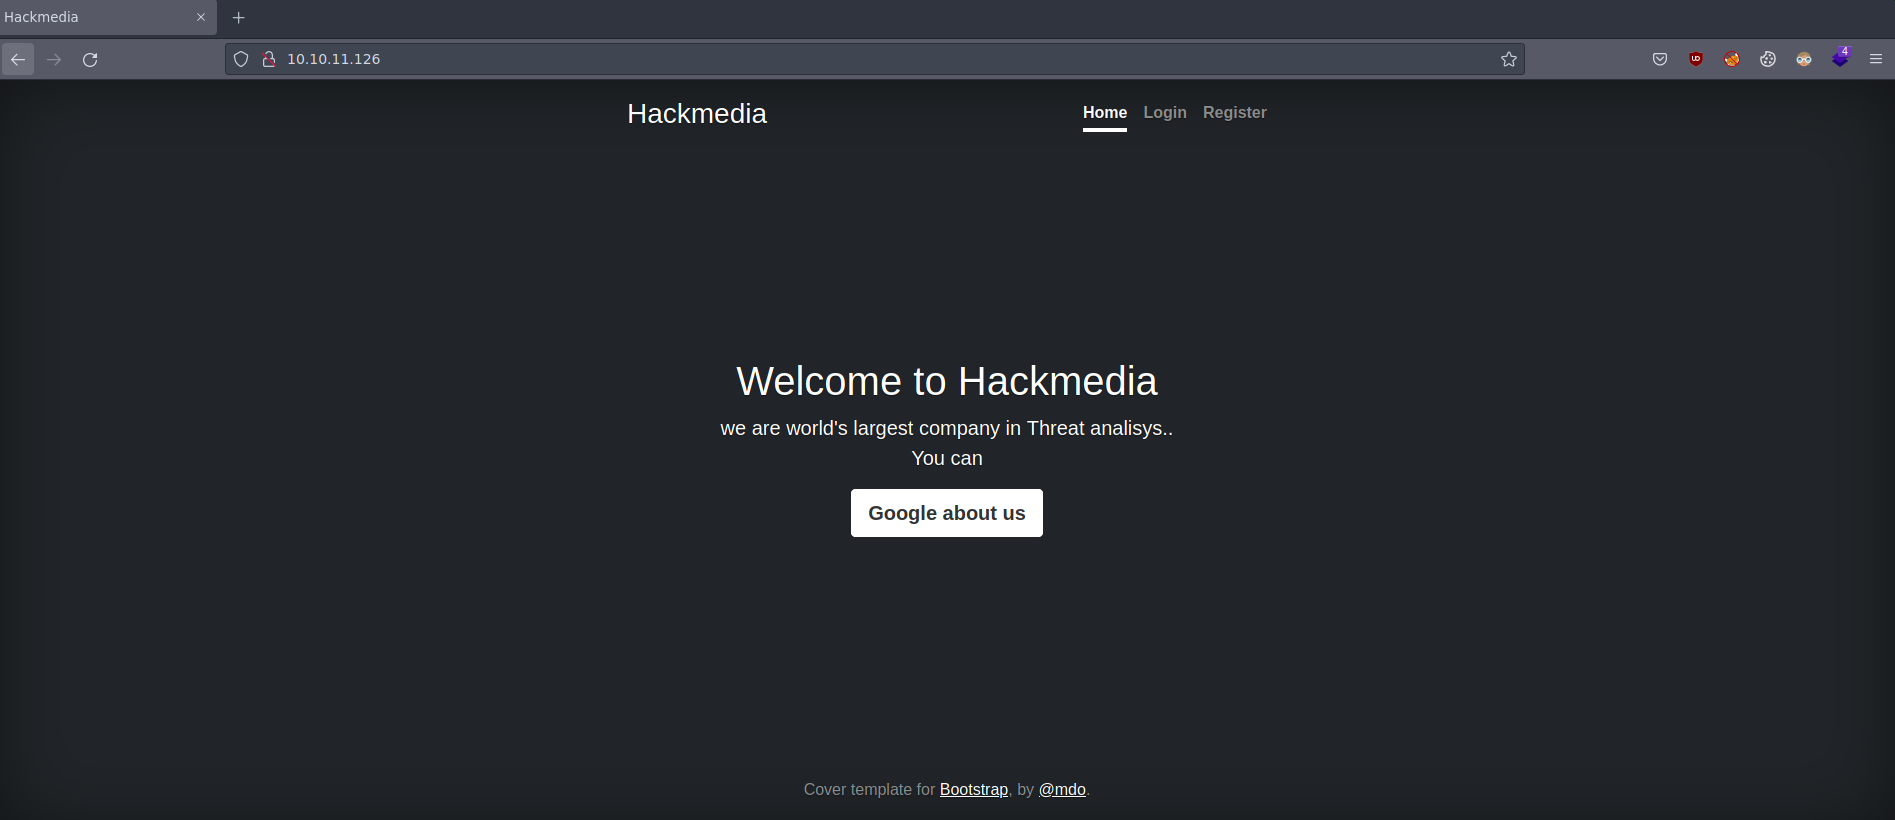 Hackmedia
10.10.11.126
4
Hackmedia
Home Login Register
Welcome to Hackmedia
we are world's largest company in Threat analisys..
You can
Google about us
Cover template for Bootstrap, by @mdo.